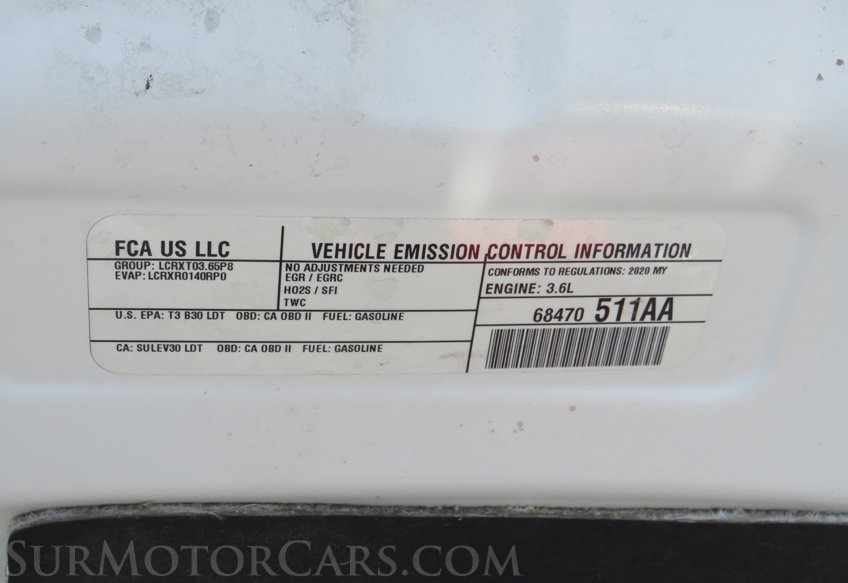 FCA US LLC
GROUP: LCRXT03.65P8
EVAP: LCRXR0140RP0
VEHICLE EMISSION CONTROL INFORMATION
NO ADJUSTMENTS NEEDED
EGR / EGRC
HO2S / SFI
TWC
CONFORMS TO REGULATIONS: 2020 MY
ENGINE: 3.6L
U.S. EPA: T3 B30 LDT OBD: CA OBD II FUEL: GASOLINE
68470 511AA
CA: SULEV30 LDT OBD: CA OBD II FUEL: GASOLINE
SurMotorCars.com